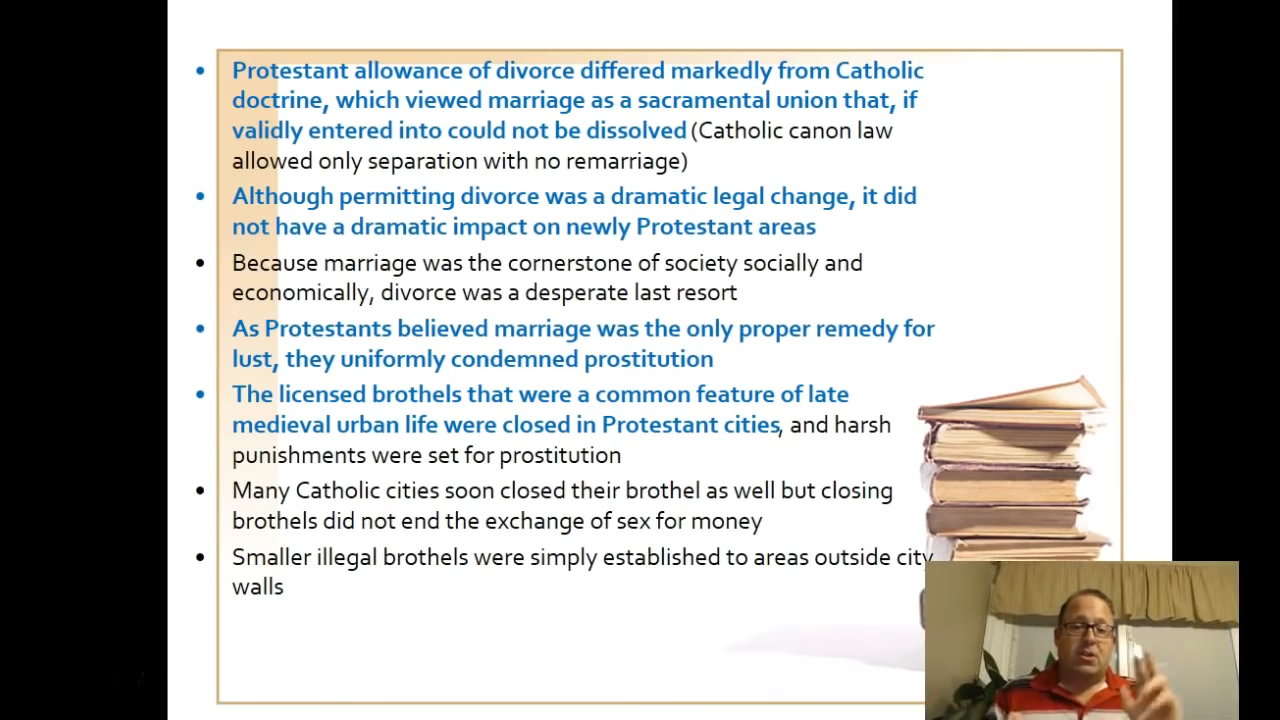 • Protestant allowance of divorce differed markedly from Catholic
doctrine, which viewed marriage as a sacramental union that, if
validly entered into could not be dissolved (Catholic canon law
allowed only separation with no remarriage)
• Although permitting divorce was a dramatic legal change, it did
not have a dramatic impact on newly Protestant areas
• Because marriage was the cornerstone of society socially and
economically, divorce was a desperate last resort
• As Protestants believed marriage was the only proper remedy for
lust, they uniformly condemned prostitution
• The licensed brothels that were a common feature of late
medieval urban life were closed in Protestant cities, and harsh
punishments were set for prostitution
• Many Catholic cities soon closed their brothel as well but closing
brothels did not end the exchange of sex for money
• Smaller illegal brothels were simply established to areas outside city
walls